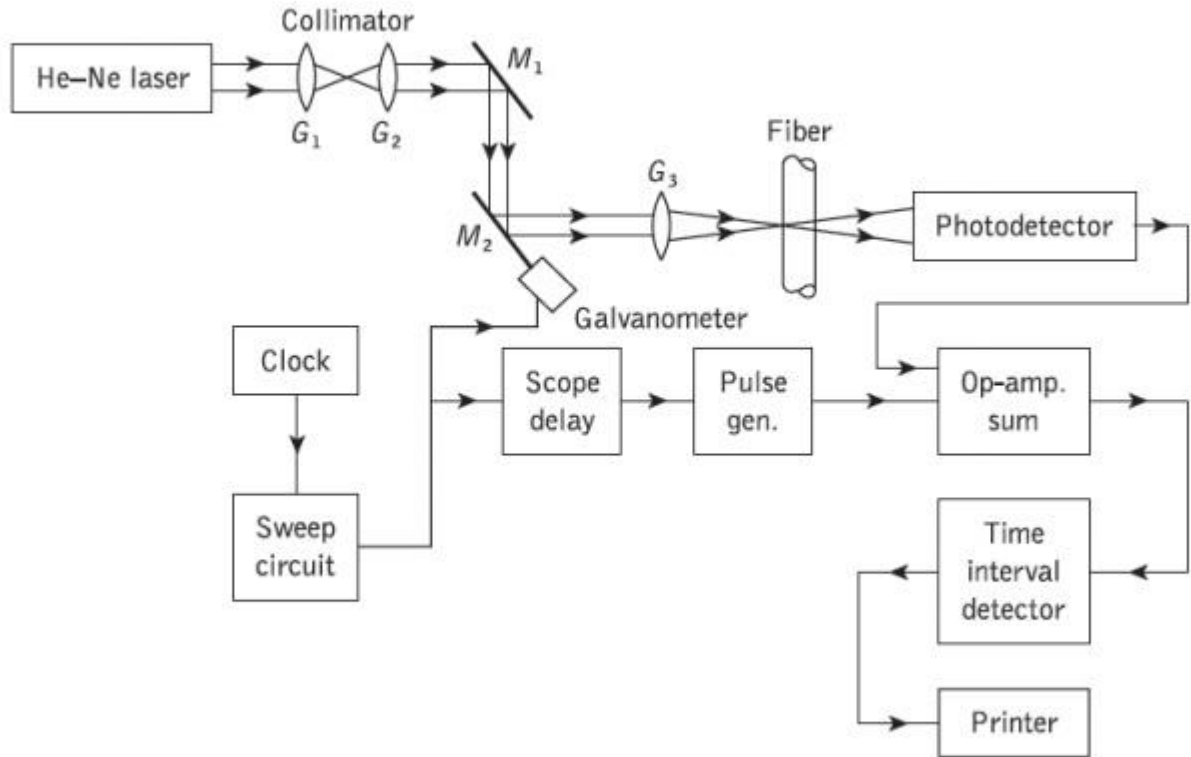 Collimator
He–Ne laser
M₁
G₁
G₂
Fiber
G₃
M₂
Photodetector
Galvanometer
Clock
Scope
delay
Pulse
gen.
Op–amp.
sum
Sweep
circuit
Time
interval
detector
Printer